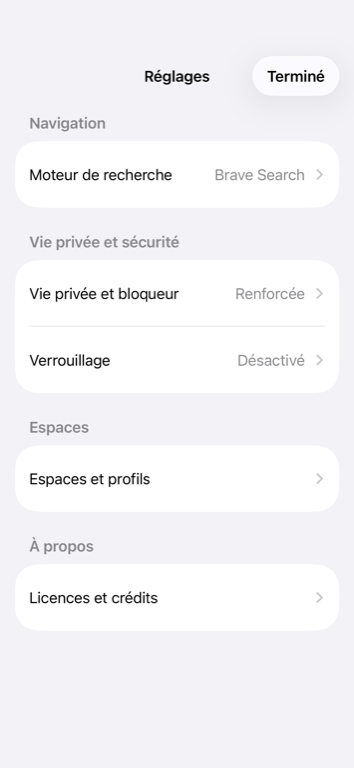 Réglages
Terminé
Navigation
Moteur de recherche Brave Search
Vie privée et sécurité
Vie privée et bloqueur Renforcée
Verrouillage Désactivé
Espaces
Espaces et profils
À propos
Licences et crédits